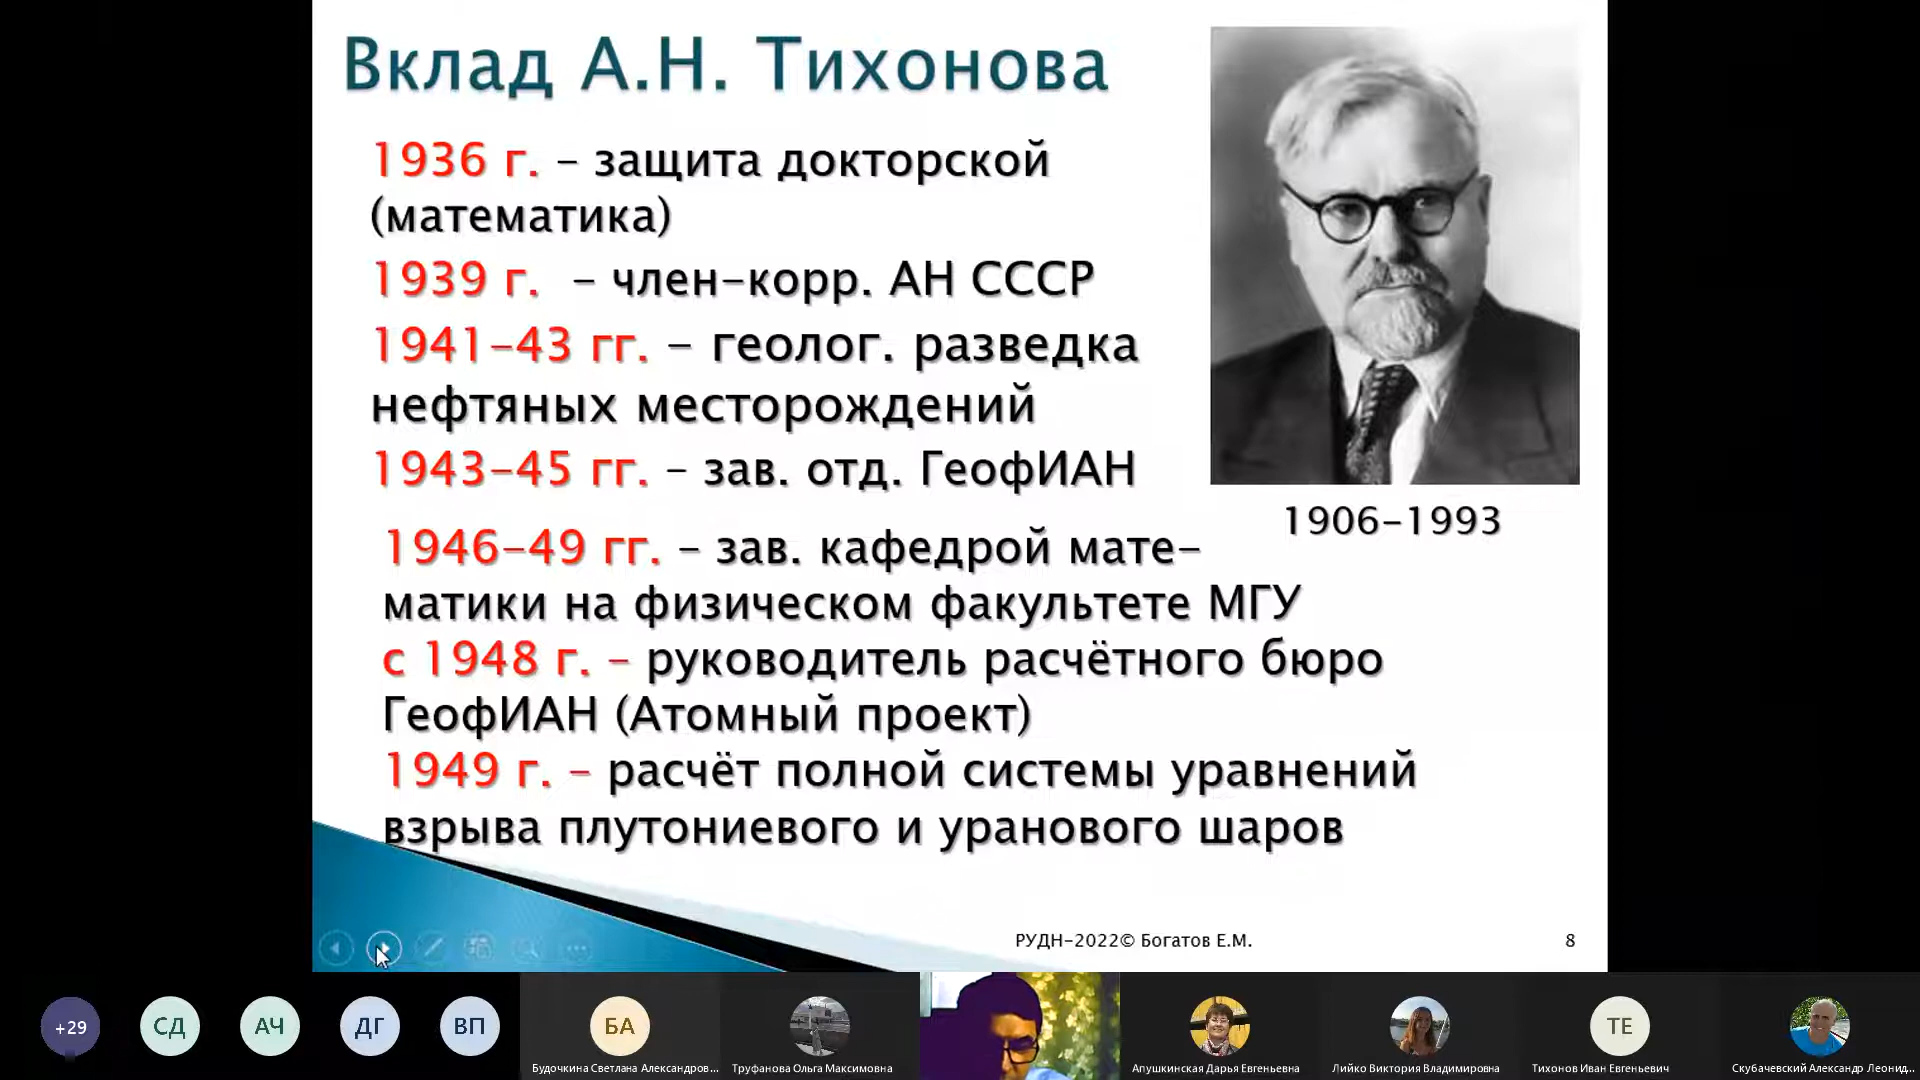 Вклад А.Н. Тихонова
1936 г. – защита докторской
(математика)
1939 г. – член-корр. АН СССР
1941-43 гг. – геолог. разведка
нефтяных месторождений
1943-45 гг. – зав. отд. ГеофИАН
1906-1993
1946-49 гг. – зав. кафедрой мате-
матики на физическом факультете МГУ
с 1948 г. – руководитель расчётного бюро
ГеофИАН (Атомный проект)
1949 г. – расчёт полной системы уравнений
взрыва плутониевого и уранового шаров
РУДН-2022© Богатов Е.М.
8
+29
СД
АЧ
ДГ
ВП
БА
ТЕ
Будочкина Светлана Александров...
Труфанова Ольга Максимовна
Апушкинская Дарья Евгеньевна
Лийко Виктория Владимировна
Тихонов Иван Евгеньевич
Скубачевский Александр Леонид...